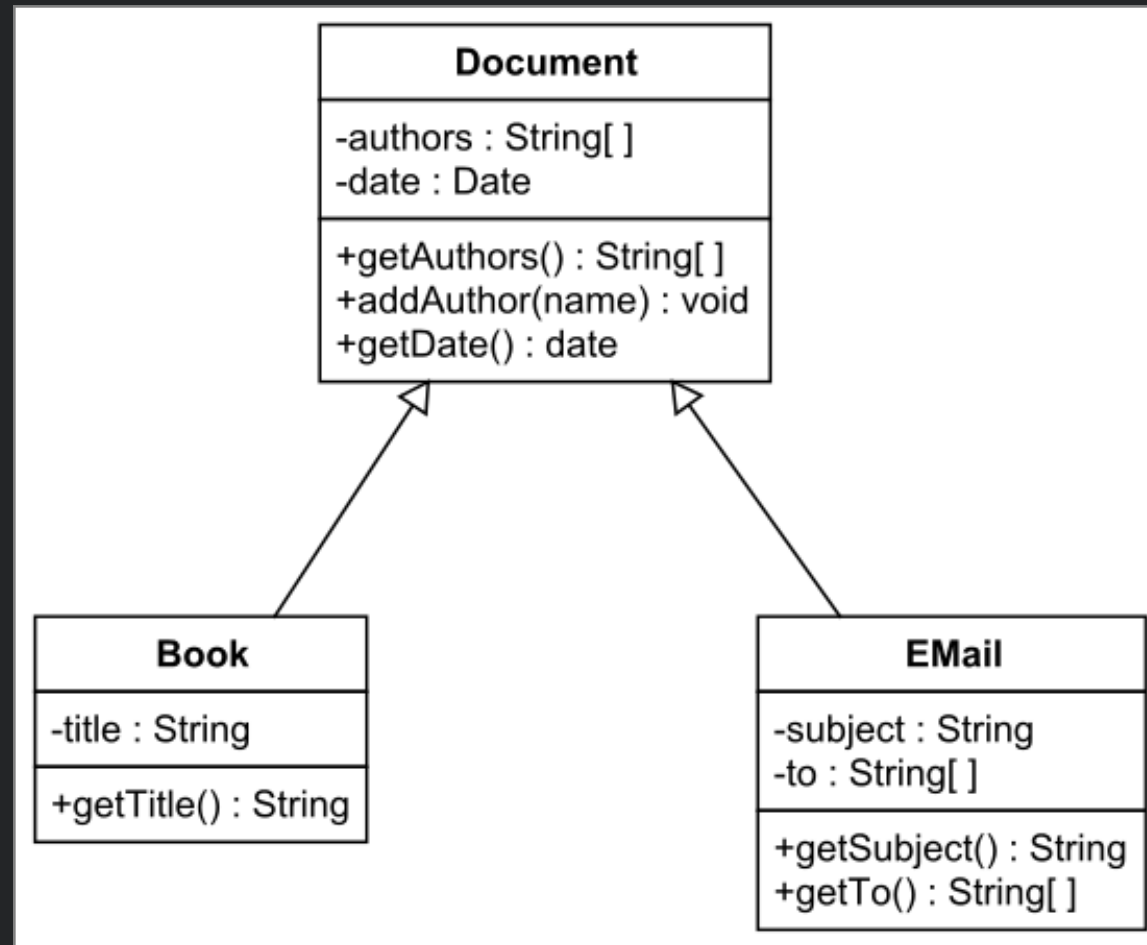 Document
-authors : String[ ]
-date : Date
+getAuthors() : String[ ]
+addAuthor(name) : void
+getDate() : date
Book
-title : String
+getTitle() : String
EMail
-subject : String
-to : String[ ]
+getSubject() : String
+getTo() : String[ ]